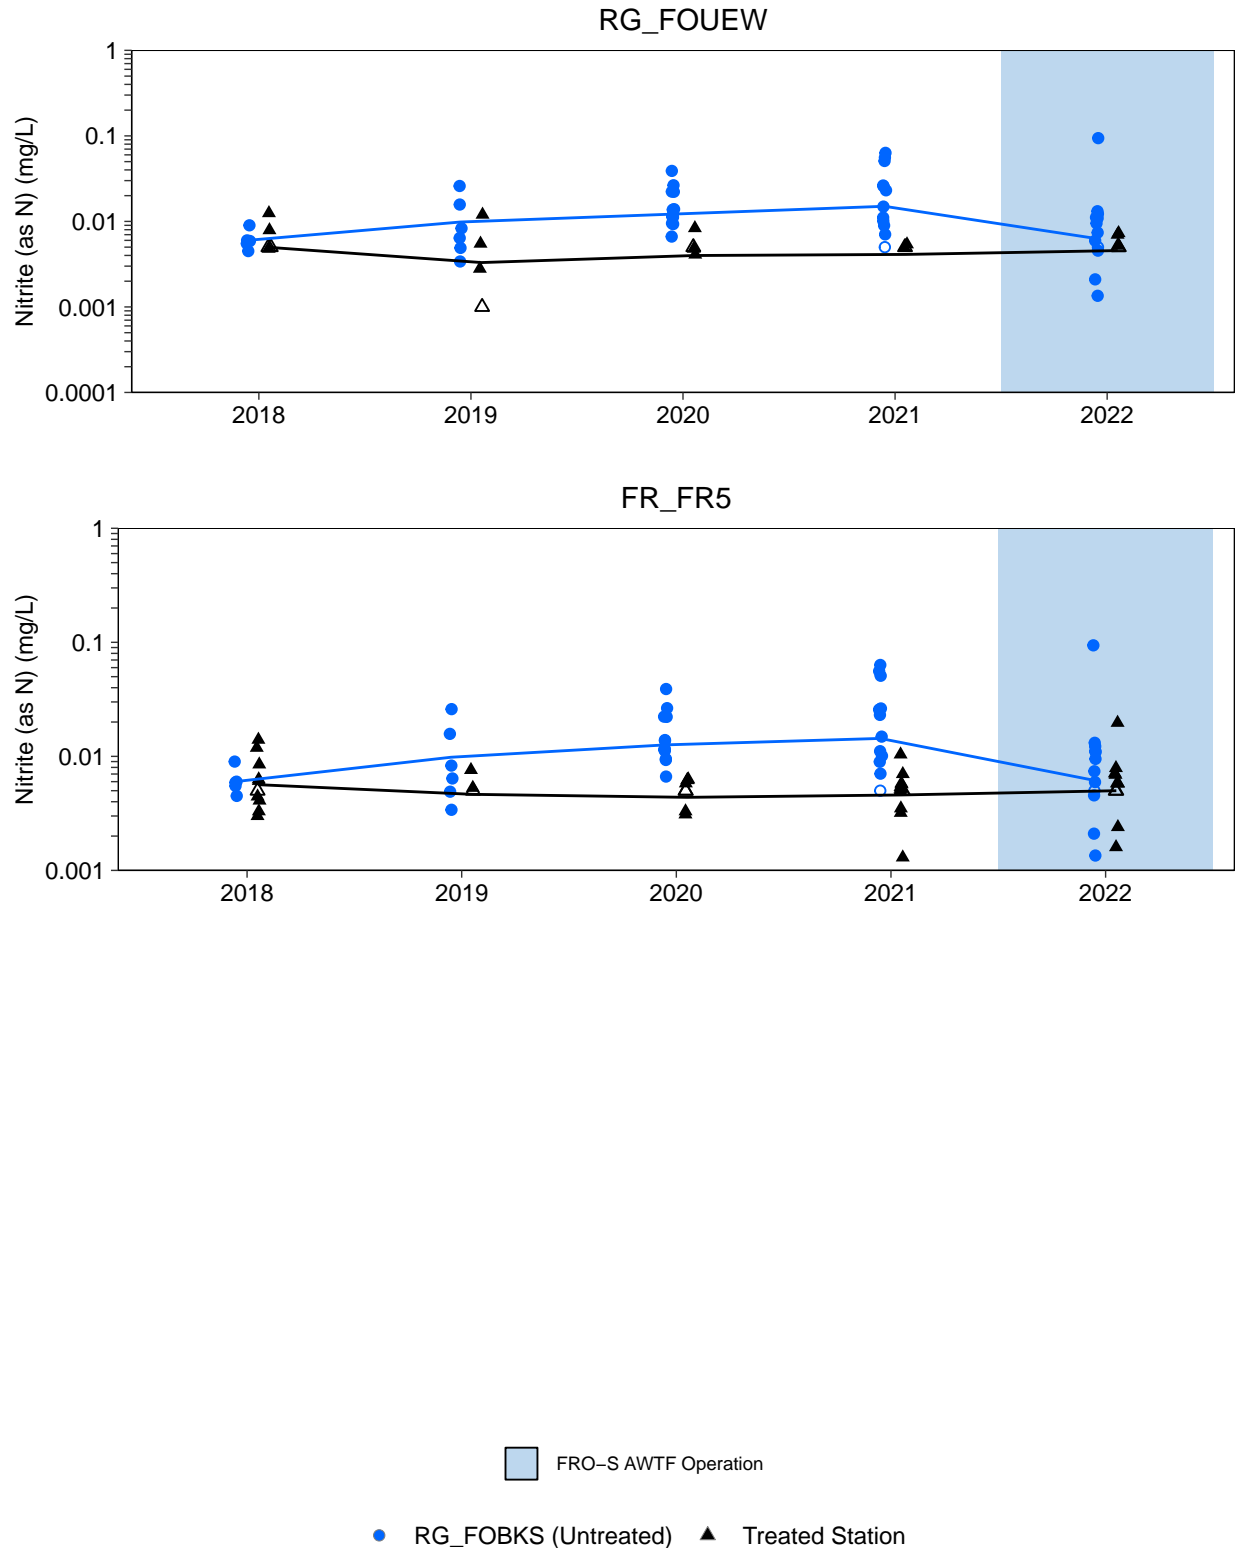 RG_FOUEW
Nitrite (as N) (mg/L)
1
0.1
0.01
0.001
0.0001
2018 2019 2020 2021 2022
FR_FR5
Nitrite (as N) (mg/L)
1
0.1
0.01
0.001
2018 2019 2020 2021 2022
FRO−S AWTF Operation
RG_FOBKS (Untreated) Treated Station